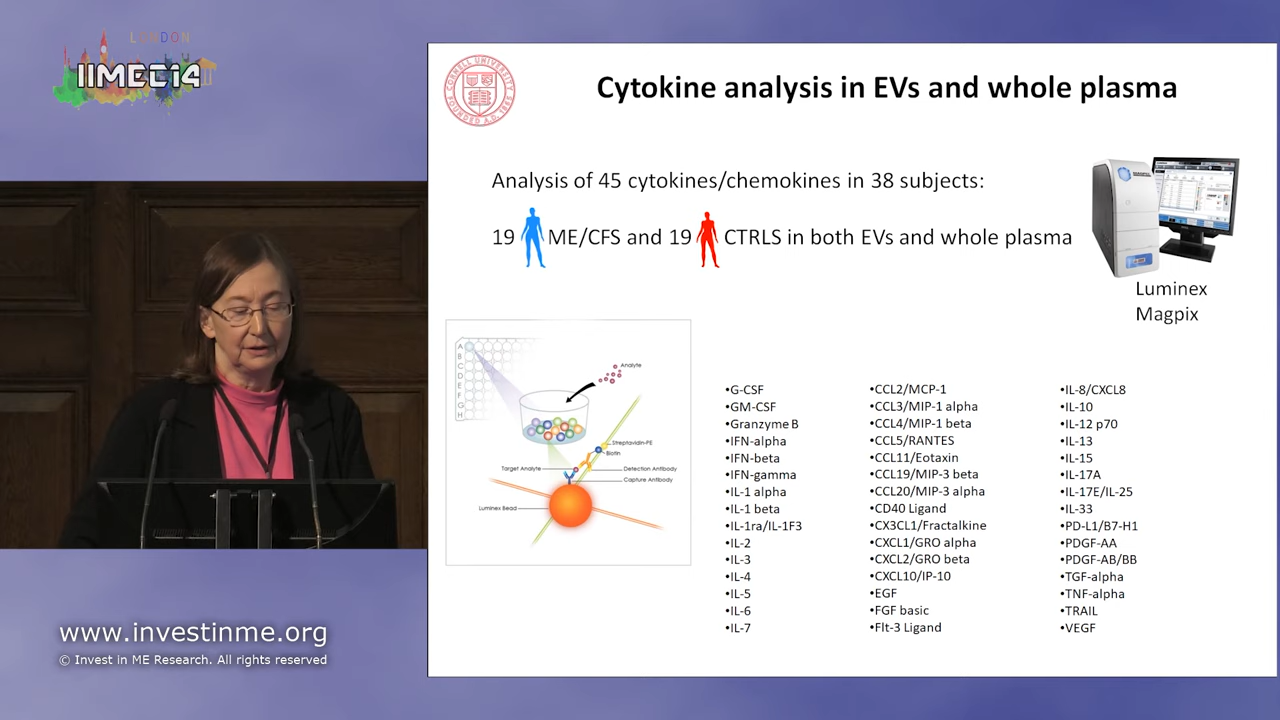 LONDON
IIMEC14
Cytokine analysis in EVs and whole plasma
Analysis of 45 cytokines/chemokines in 38 subjects:
19 ME/CFS and 19 CTRLS in both EVs and whole plasma
Luminex
Magpix
A
B
C
D
E
F
G
H
Analyte
Streptavidin-PE
Biotin
Target Analyte
Detection Antibody
Capture Antibody
Luminex Bead
•G-CSF
•GM-CSF
•Granzyme B
•IFN-alpha
•IFN-beta
•IFN-gamma
•IL-1 alpha
•IL-1 beta
•IL-1ra/IL-1F3
•IL-2
•IL-3
•IL-4
•IL-5
•IL-6
•IL-7
•CCL2/MCP-1
•CCL3/MIP-1 alpha
•CCL4/MIP-1 beta
•CCL5/RANTES
•CCL11/Eotaxin
•CCL19/MIP-3 beta
•CCL20/MIP-3 alpha
•CD40 Ligand
•CX3CL1/Fractalkine
•CXCL1/GRO alpha
•CXCL2/GRO beta
•CXCL10/IP-10
•EGF
•FGF basic
•Flt-3 Ligand
•IL-8/CXCL8
•IL-10
•IL-12 p70
•IL-13
•IL-15
•IL-17A
•IL-17E/IL-25
•IL-33
•PD-L1/B7-H1
•PDGF-AA
•PDGF-AB/BB
•TGF-alpha
•TNF-alpha
•TRAIL
•VEGF
CORNELL UNIVERSITY
FOUNDED A.D. 1865
www.investinme.org
© Invest in ME Research. All rights reserved